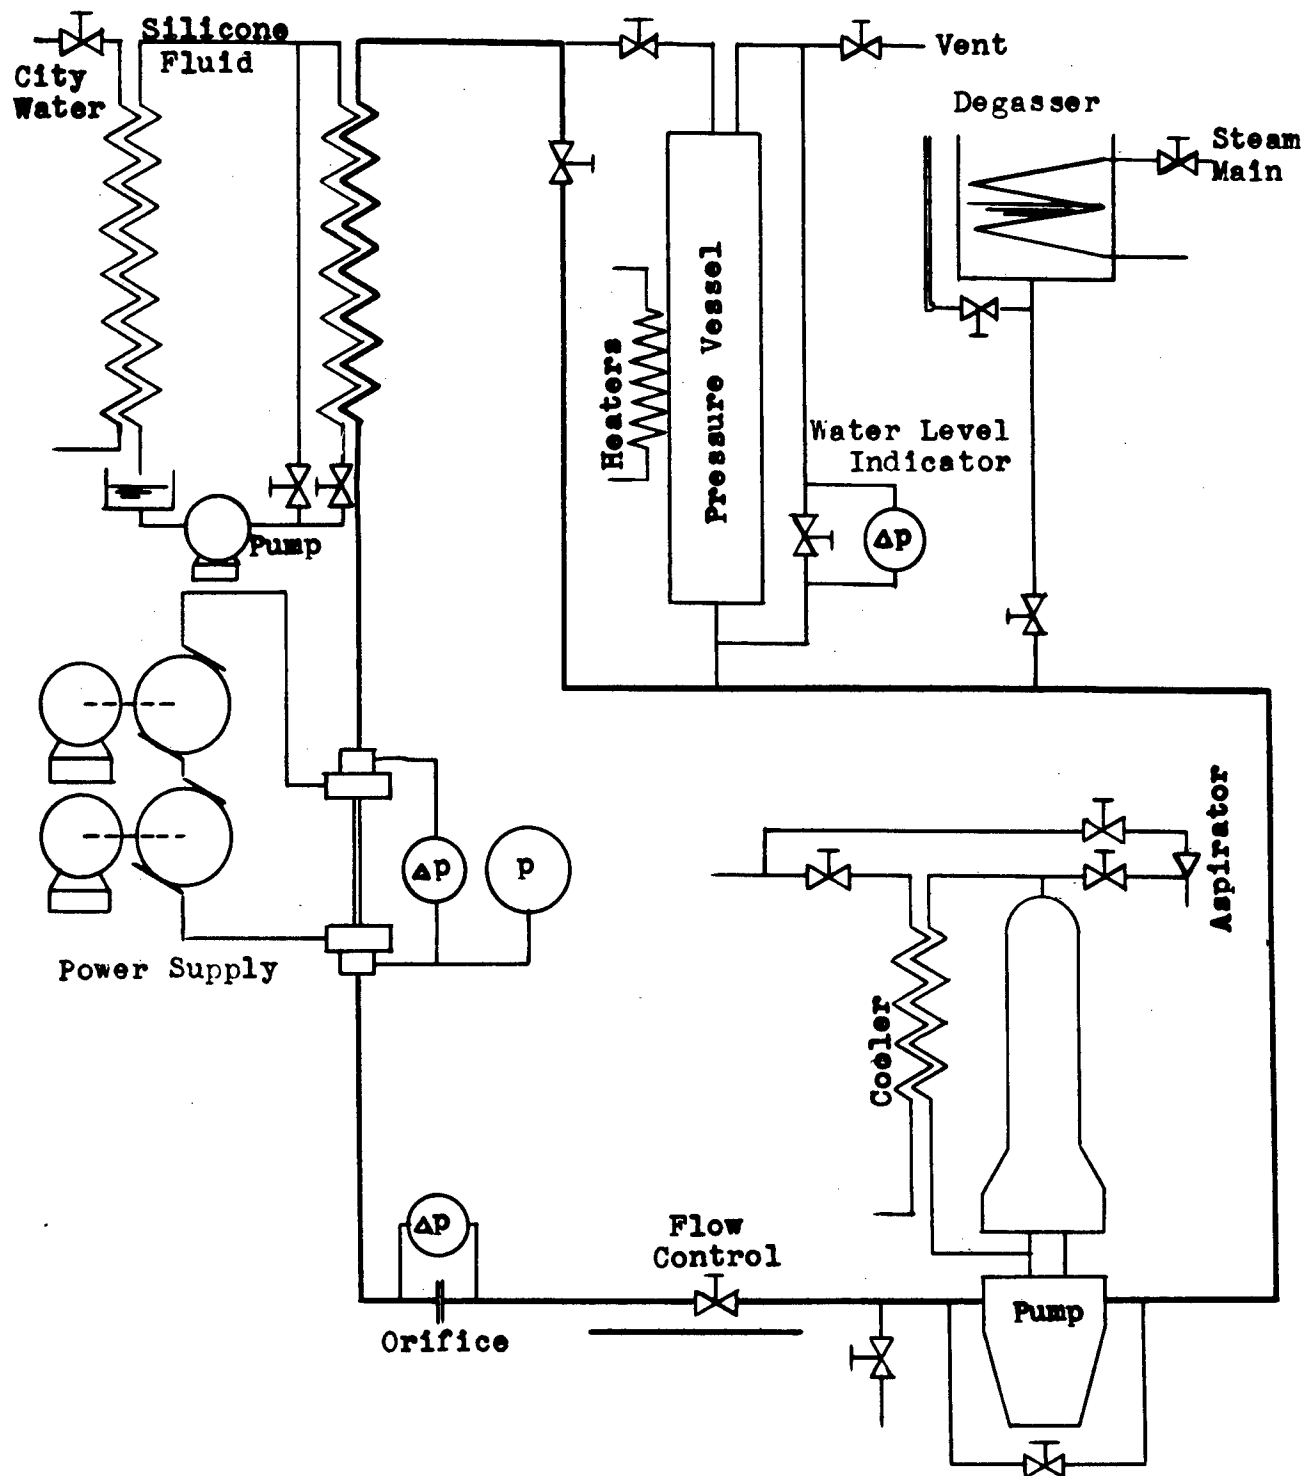 Silicone
Fluid
City
Water
Vent
Degasser
Steam
Main
Pressure Vessel
Heaters
Water Level
Indicator
Δp
Pump
Δp
p
Power Supply
Aspirator
Cooler
Δp
Flow
Control
Orifice
Pump